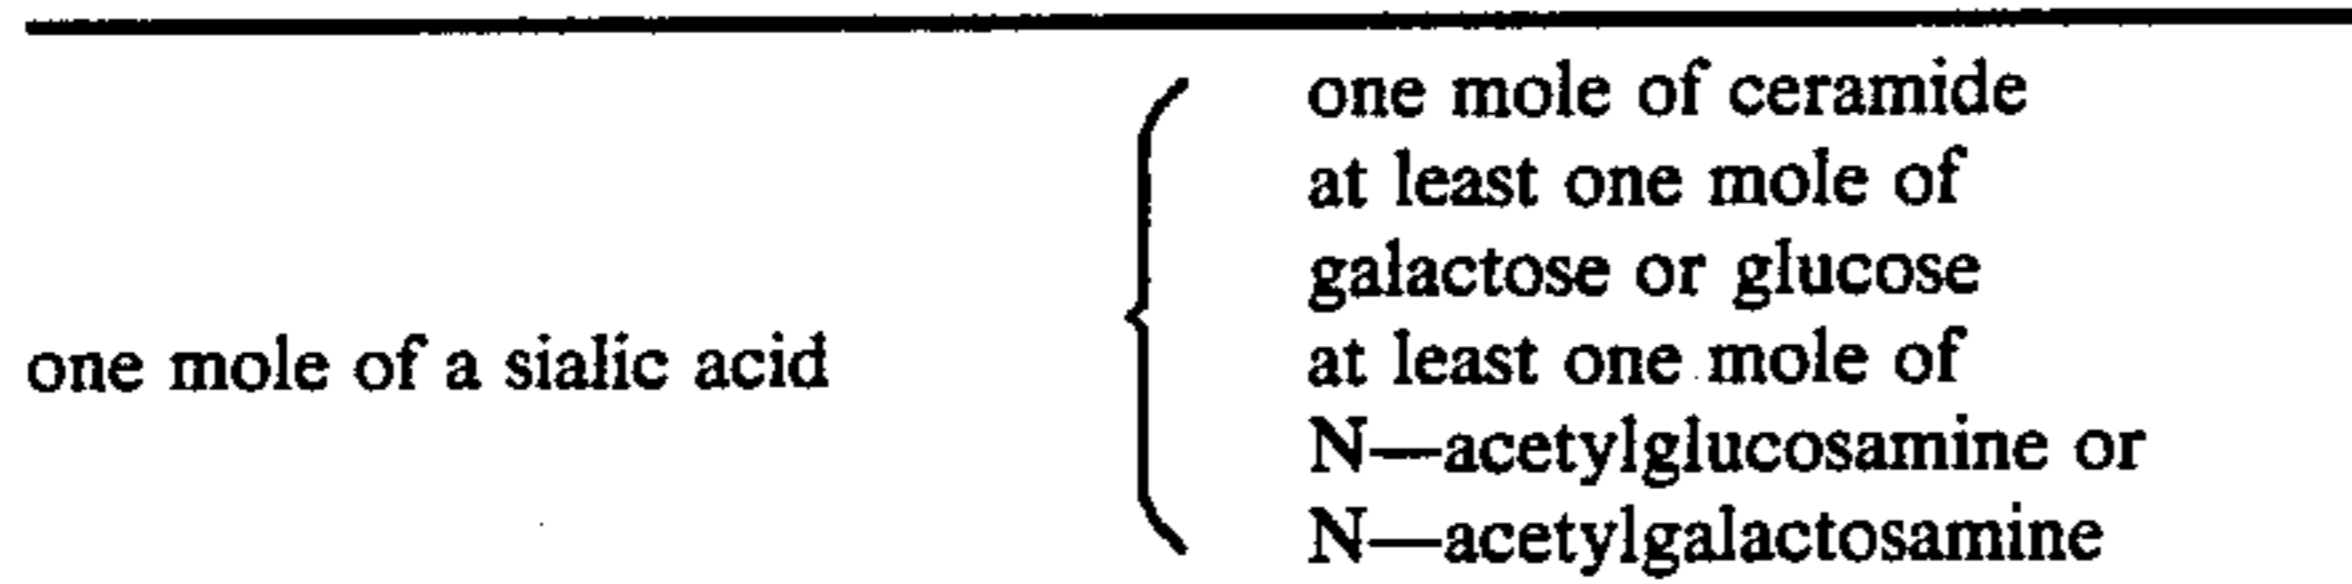 one mole of ceramide
at least one mole of
galactose or glucose
one mole of a sialic acid
at least one mole of
N—acetylglucosamine or
N—acetylgalactosamine